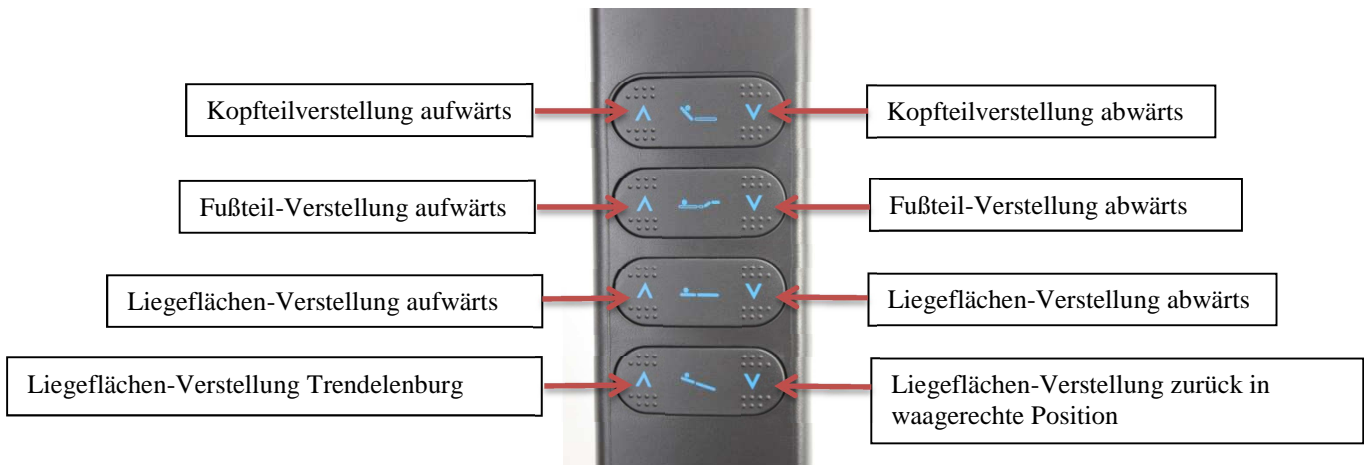 Kopfteilverstellung aufwärts
Kopfteilverstellung abwärts
Fußteil-Verstellung aufwärts
Fußteil-Verstellung abwärts
Liegeflächen-Verstellung aufwärts
Liegeflächen-Verstellung abwärts
Liegeflächen-Verstellung Trendelenburg
Liegeflächen-Verstellung zurück in
waagerechte Position